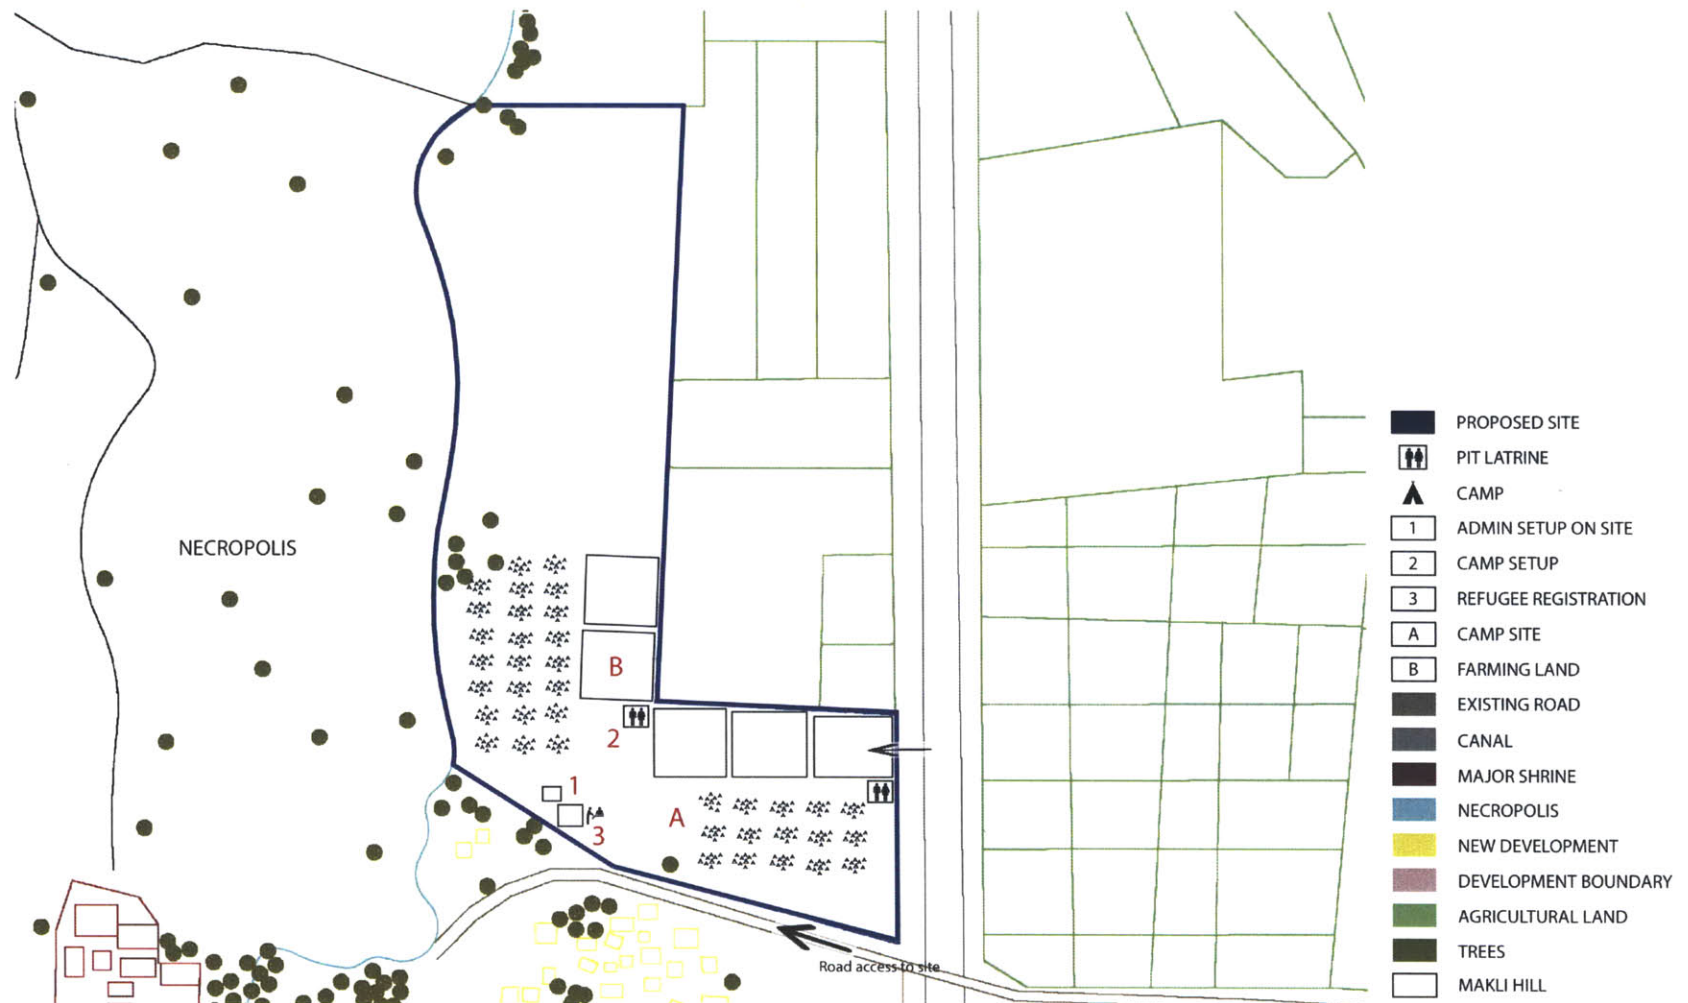 NECROPOLIS
B
2
1
A
3
Road access to site
PROPOSED SITE
PIT LATRINE
CAMP
1 ADMIN SETUP ON SITE
2 CAMP SETUP
3 REFUGEE REGISTRATION
A CAMP SITE
B FARMING LAND
EXISTING ROAD
CANAL
MAJOR SHRINE
NECROPOLIS
NEW DEVELOPMENT
DEVELOPMENT BOUNDARY
AGRICULTURAL LAND
TREES
MAKLI HILL